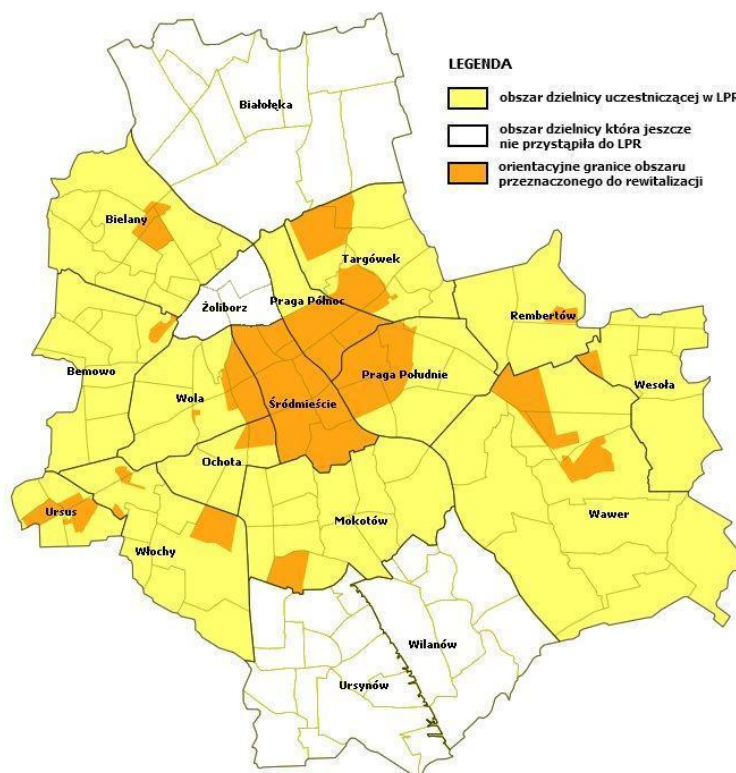 LEGENDA
obszar dzielnicy uczestniczącej w LPR
obszar dzielnicy która jeszcze
nie przystąpiła do LPR
orientacyjne granice obszaru
przeznaczonego do rewitalizacji
Białołęka
Bielany
Targówek
Żoliborz
Praga Północ
Rembertów
Bemowo
Praga Południe
Wesoła
Wola
Śródmieście
Ochota
Ursus
Mokotów
Wawer
Włochy
Wilanów
Ursynów